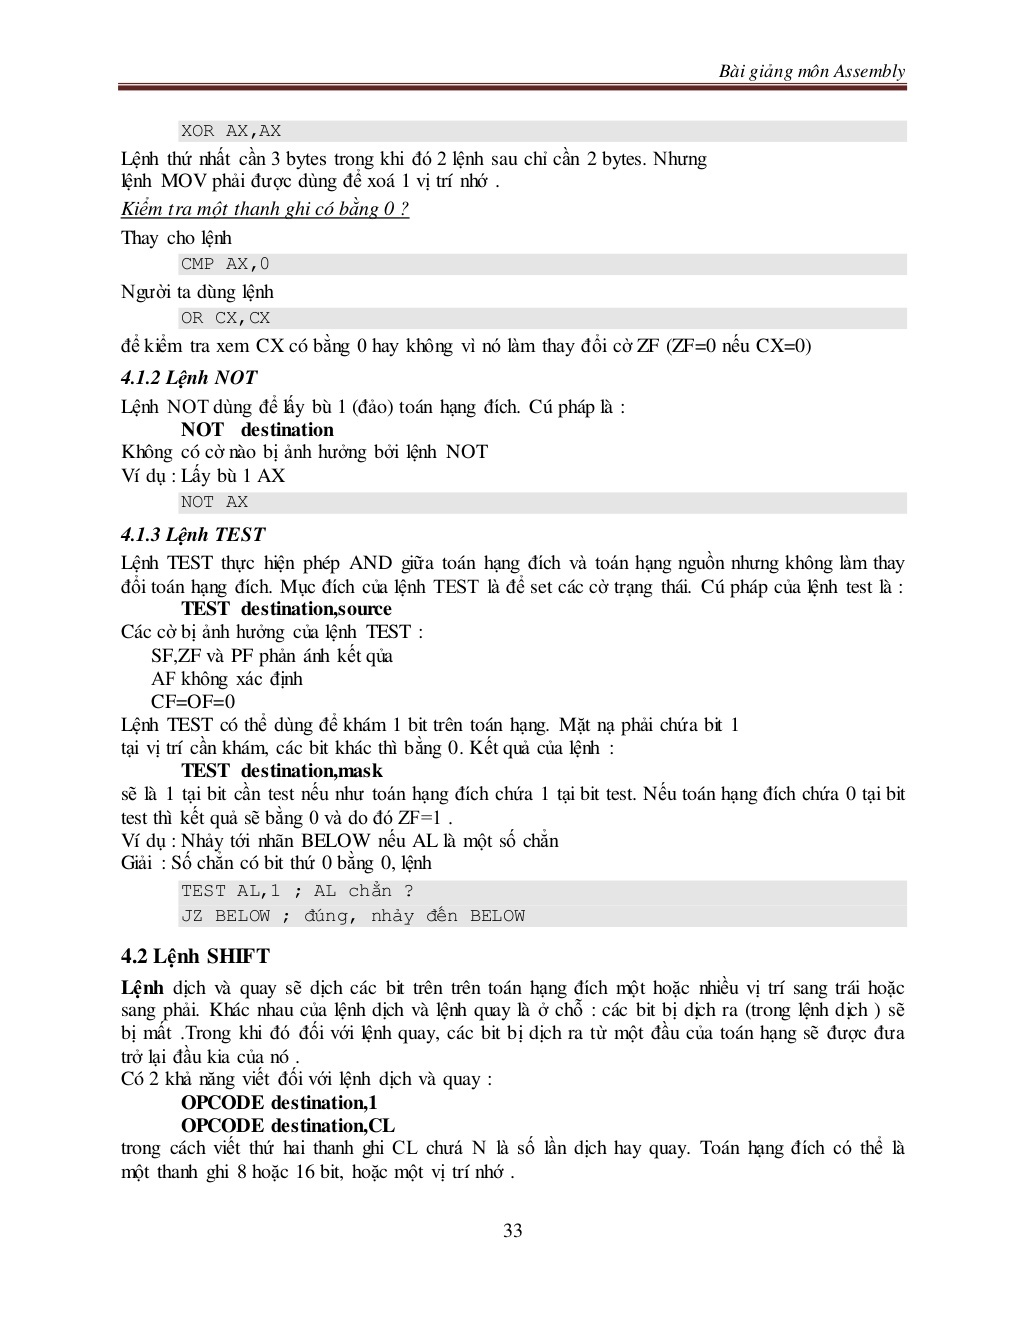 Bài giảng môn Assembly
XOR AX,AX
Lệnh thứ nhất cần 3 bytes trong khi đó 2 lệnh sau chỉ cần 2 bytes. Nhưng
lệnh MOV phải được dùng để xoá 1 vị trí nhớ .
Kiểm tra một thanh ghi có bằng 0 ?
Thay cho lệnh
CMP AX,0
Người ta dùng lệnh
OR CX,CX
để kiểm tra xem CX có bằng 0 hay không vì nó làm thay đổi cờ ZF (ZF=0 nếu CX=0)
4.1.2 Lệnh NOT
Lệnh NOT dùng để lấy bù 1 (đảo) toán hạng đích. Cú pháp là :
NOT destination
Không có cờ nào bị ảnh hưởng bởi lệnh NOT
Ví dụ : Lấy bù 1 AX
NOT AX
4.1.3 Lệnh TEST
Lệnh TEST thực hiện phép AND giữa toán hạng đích và toán hạng nguồn nhưng không làm thay
đổi toán hạng đích. Mục đích của lệnh TEST là để set các cờ trạng thái. Cú pháp của lệnh test là :
TEST destination,source
Các cờ bị ảnh hưởng của lệnh TEST :
SF,ZF và PF phản ánh kết qủa
AF không xác định
CF=OF=0
Lệnh TEST có thể dùng để khám 1 bit trên toán hạng. Mặt nạ phải chứa bit 1
tại vị trí cần khám, các bit khác thì bằng 0. Kết quả của lệnh :
TEST destination,mask
sẽ là 1 tại bit cần test nếu như toán hạng đích chứa 1 tại bit test. Nếu toán hạng đích chứa 0 tại bit
test thì kết quả sẽ bằng 0 và do đó ZF=1 .
Ví dụ : Nhảy tới nhãn BELOW nếu AL là một số chẳn
Giải : Số chẳn có bit thứ 0 bằng 0, lệnh
TEST AL,1 ; AL chẳn ?
JZ BELOW ; đúng, nhảy đến BELOW
4.2 Lệnh SHIFT
Lệnh dịch và quay sẽ dịch các bit trên trên toán hạng đích một hoặc nhiều vị trí sang trái hoặc
sang phải. Khác nhau của lệnh dịch và lệnh quay là ở chỗ : các bit bị dịch ra (trong lệnh dịch ) sẽ
bị mất .Trong khi đó đối với lệnh quay, các bit bị dịch ra từ một đầu của toán hạng sẽ được đưa
trở lại đầu kia của nó .
Có 2 khả năng viết đối với lệnh dịch và quay :
OPCODE destination,1
OPCODE destination,CL
trong cách viết thứ hai thanh ghi CL chưá N là số lần dịch hay quay. Toán hạng đích có thể là
một thanh ghi 8 hoặc 16 bit, hoặc một vị trí nhớ .
33